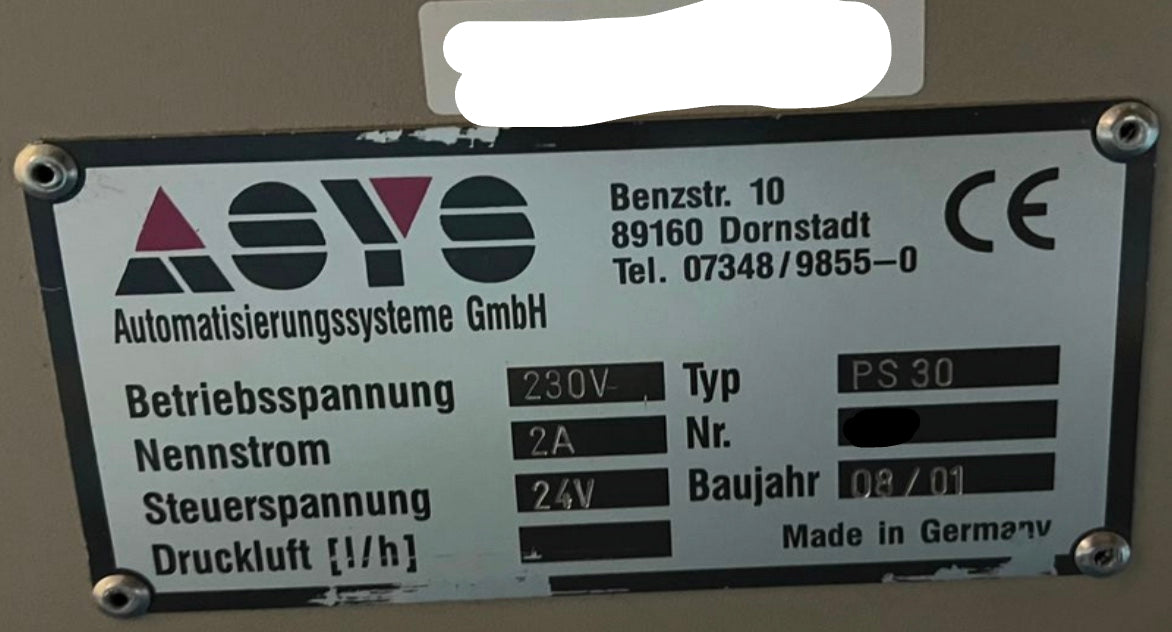 ASYS
Automatisierungssysteme GmbH
Benzstr. 10
89160 Dornstadt
Tel. 07348/9855-0
CE
Betriebsspannung 230V
Nennstrom 2A
Steuerspannung 24V
Druckluft [l/h]
Typ PS 30
Nr.
Baujahr 08/01
Made in Germany